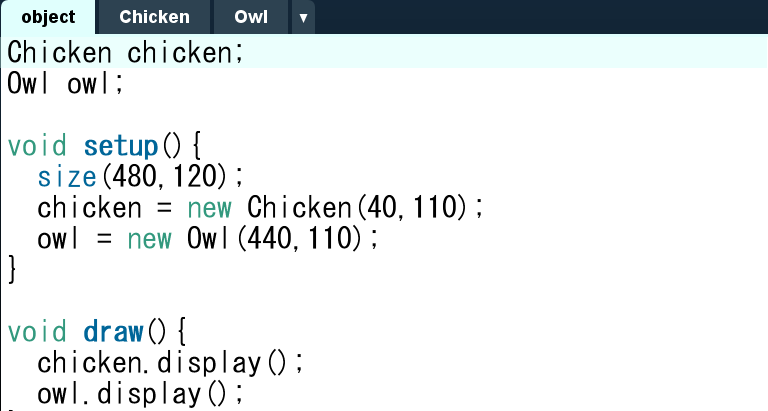 object Chicken Owl ▼
Chicken chicken;
Owl owl;
void setup(){
size(480,120);
chicken = new Chicken(40,110);
owl = new Owl(440,110);
}
void draw(){
chicken.display();
owl.display();